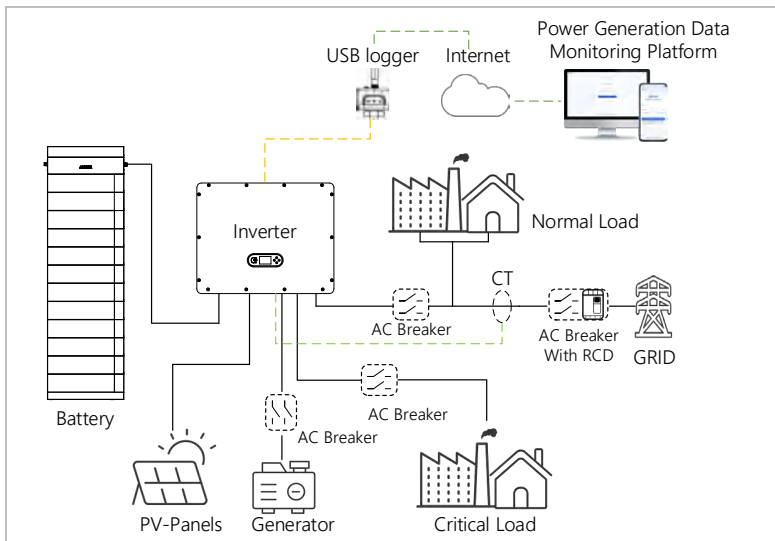 Power Generation Data
Monitoring Platform
USB logger
Internet
Inverter
Normal Load
CT
AC Breaker
AC Breaker
With RCD
GRID
Battery
AC Breaker
AC Breaker
PV-Panels
Generator
Critical Load